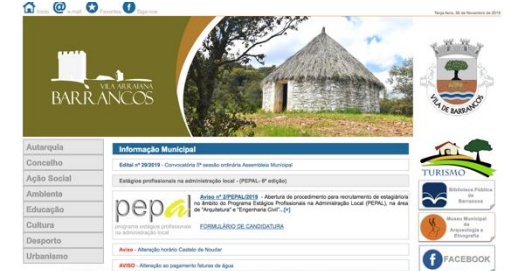 início e-mail Favoritos Siga-nos
Terça-feira, 26 de Novembro de 2019
VILA ARRAIANA
BARRANCOS
VILA DE BARRANCOS
Autarquia
Concelho
Ação Social
Ambiente
Educação
Cultura
Desporto
Urbanismo
Informação Municipal
Edital nº 29/2019 - Convocatória 5ª sessão ordinária Assembleia Municipal
Estágios profissionais na administração local - (PEPAL- 6ª edição)
pepal
programa estágios profissionais
na administração local
Aviso nº 2/PEPAL/2019 - Abertura de procedimento para recrutamento de estagiários/a
no âmbito do Programa Estágios Profissionais na Administração Local (PEPAL), na área
de "Arquitetura" e "Engenharia Civil"...[+]
FORMULÁRIO DE CANDIDATURA
Aviso - Alteração horário Castelo de Noudar
AVISO - Alteração ao pagamento faturas de água
TURISMO
Biblioteca Pública
de
Barrancos
Museu Municipal
de
Arqueologia e
Etnografia
FACEBOOK